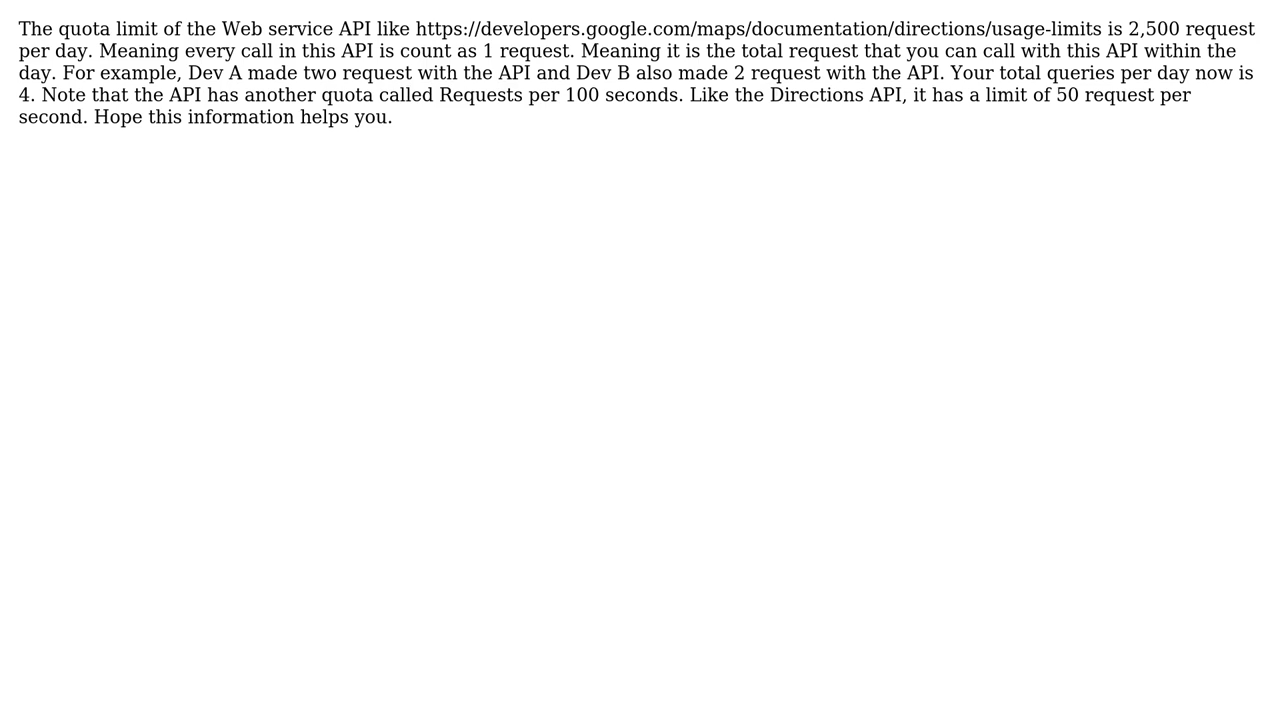 The quota limit of the Web service API like https://developers.google.com/maps/documentation/directions/usage-limits is 2,500 request
per day. Meaning every call in this API is count as 1 request. Meaning it is the total request that you can call with this API within the
day. For example, Dev A made two request with the API and Dev B also made 2 request with the API. Your total queries per day now is
4. Note that the API has another quota called Requests per 100 seconds. Like the Directions API, it has a limit of 50 request per
second. Hope this information helps you.